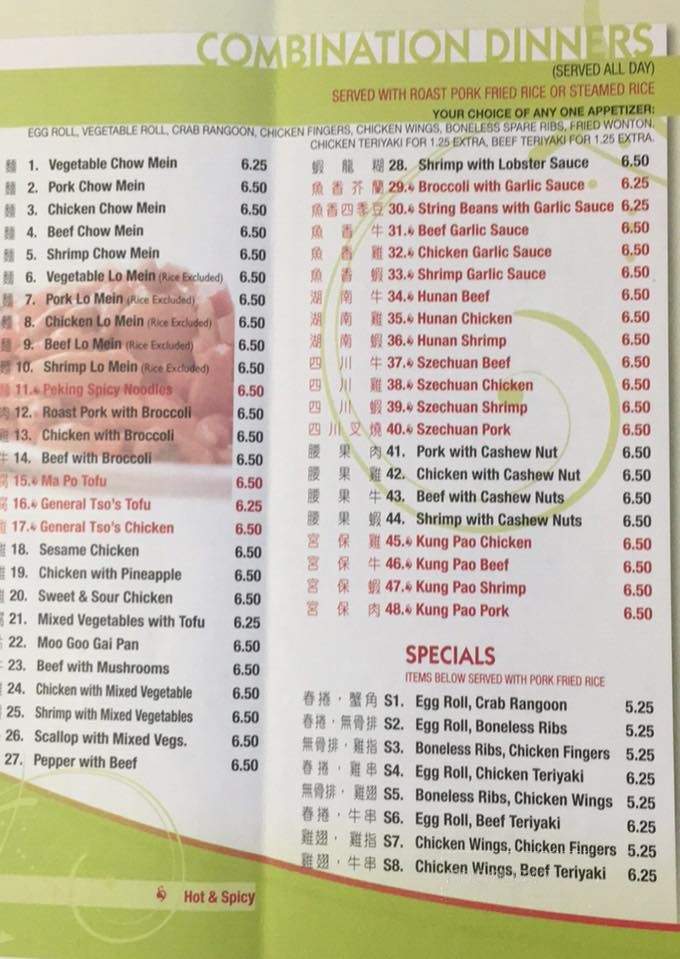 COMBINATION DINNERS
(SERVED ALL DAY)
SERVED WITH ROAST PORK FRIED RICE OR STEAMED RICE
YOUR CHOICE OF ANY ONE APPETIZER:
EGG ROLL, VEGETABLE ROLL, CRAB RANGOON, CHICKEN FINGERS, CHICKEN WINGS, BONELESS SPARE RIBS, FRIED WONTON,
CHICKEN TERIYAKI FOR 1.25 EXTRA, BEEF TERIYAKI FOR 1.25 EXTRA.
麵 1. Vegetable Chow Mein 6.25
麵 2. Pork Chow Mein 6.50
麵 3. Chicken Chow Mein 6.50
麵 4. Beef Chow Mein 6.50
麵 5. Shrimp Chow Mein 6.50
麵 6. Vegetable Lo Mein (Rice Excluded) 6.50
麵 7. Pork Lo Mein (Rice Excluded) 6.50
麵 8. Chicken Lo Mein (Rice Excluded) 6.50
麵 9. Beef Lo Mein (Rice Excluded) 6.50
麵 10. Shrimp Lo Mein (Rice Excluded) 6.50
麵 11. Peking Spicy Noodles 6.50
肉 12. Roast Pork with Broccoli 6.50
雞 13. Chicken with Broccoli 6.50
牛 14. Beef with Broccoli 6.50
腐 15. Ma Po Tofu 6.50
腐 16. General Tso's Tofu 6.25
雞 17. General Tso's Chicken 6.50
雞 18. Sesame Chicken 6.50
雞 19. Chicken with Pineapple 6.50
雞 20. Sweet & Sour Chicken 6.50
21. Mixed Vegetables with Tofu 6.25
22. Moo Goo Gai Pan 6.50
23. Beef with Mushrooms 6.50
24. Chicken with Mixed Vegetable 6.50
25. Shrimp with Mixed Vegetables 6.50
26. Scallop with Mixed Vegs. 6.50
27. Pepper with Beef 6.50
Hot & Spicy
蝦龍糊 28. Shrimp with Lobster Sauce 6.50
魚香芥蘭 29. Broccoli with Garlic Sauce 6.25
魚香四季豆 30. String Beans with Garlic Sauce 6.25
魚香牛 31. Beef Garlic Sauce 6.50
魚香雞 32. Chicken Garlic Sauce 6.50
魚香蝦 33. Shrimp Garlic Sauce 6.50
湖南牛 34. Hunan Beef 6.50
湖南雞 35. Hunan Chicken 6.50
湖南蝦 36. Hunan Shrimp 6.50
四川牛 37. Szechuan Beef 6.50
四川雞 38. Szechuan Chicken 6.50
四川蝦 39. Szechuan Shrimp 6.50
四川叉燒 40. Szechuan Pork 6.50
腰果肉 41. Pork with Cashew Nut 6.50
腰果雞 42. Chicken with Cashew Nut 6.50
腰果牛 43. Beef with Cashew Nuts 6.50
腰果蝦 44. Shrimp with Cashew Nuts 6.50
宮保雞 45. Kung Pao Chicken 6.50
宮保牛 46. Kung Pao Beef 6.50
宮保蝦 47. Kung Pao Shrimp 6.50
宮保肉 48. Kung Pao Pork 6.50
SPECIALS
ITEMS BELOW SERVED WITH PORK FRIED RICE
春捲，蟹角 S1. Egg Roll, Crab Rangoon 5.25
春捲，無骨排 S2. Egg Roll, Boneless Ribs 5.25
無骨排，雞指 S3. Boneless Ribs, Chicken Fingers 5.25
春捲，雞串 S4. Egg Roll, Chicken Teriyaki 6.25
無骨排，雞翅 S5. Boneless Ribs, Chicken Wings 5.25
春捲，牛串 S6. Egg Roll, Beef Teriyaki 6.25
雞翅，雞指 S7. Chicken Wings, Chicken Fingers 5.25
雞翅，牛串 S8. Chicken Wings, Beef Teriyaki 6.25